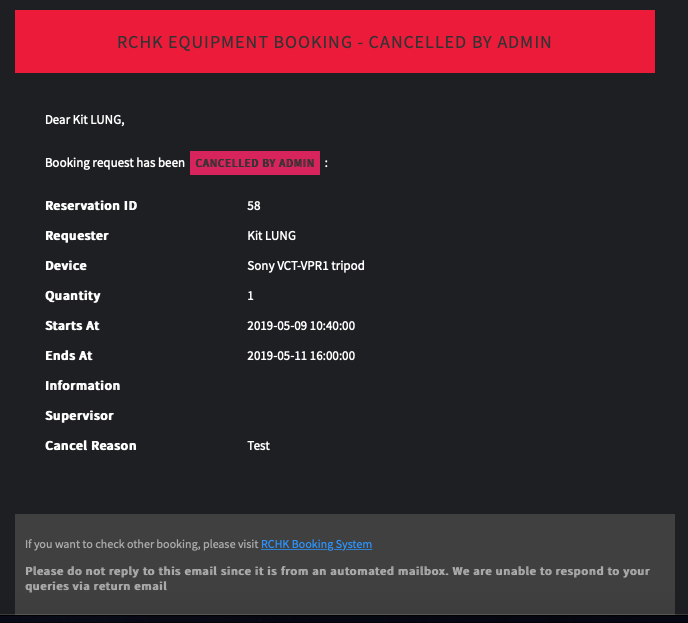 RCHK EQUIPMENT BOOKING - CANCELLED BY ADMIN
Dear Kit LUNG,
Booking request has been CANCELLED BY ADMIN :
Reservation ID 58
Requester Kit LUNG
Device Sony VCT-VPR1 tripod
Quantity 1
Starts At 2019-05-09 10:40:00
Ends At 2019-05-11 16:00:00
Information
Supervisor
Cancel Reason Test
If you want to check other booking, please visit RCHK Booking System
Please do not reply to this email since it is from an automated mailbox. We are unable to respond to your
queries via return email